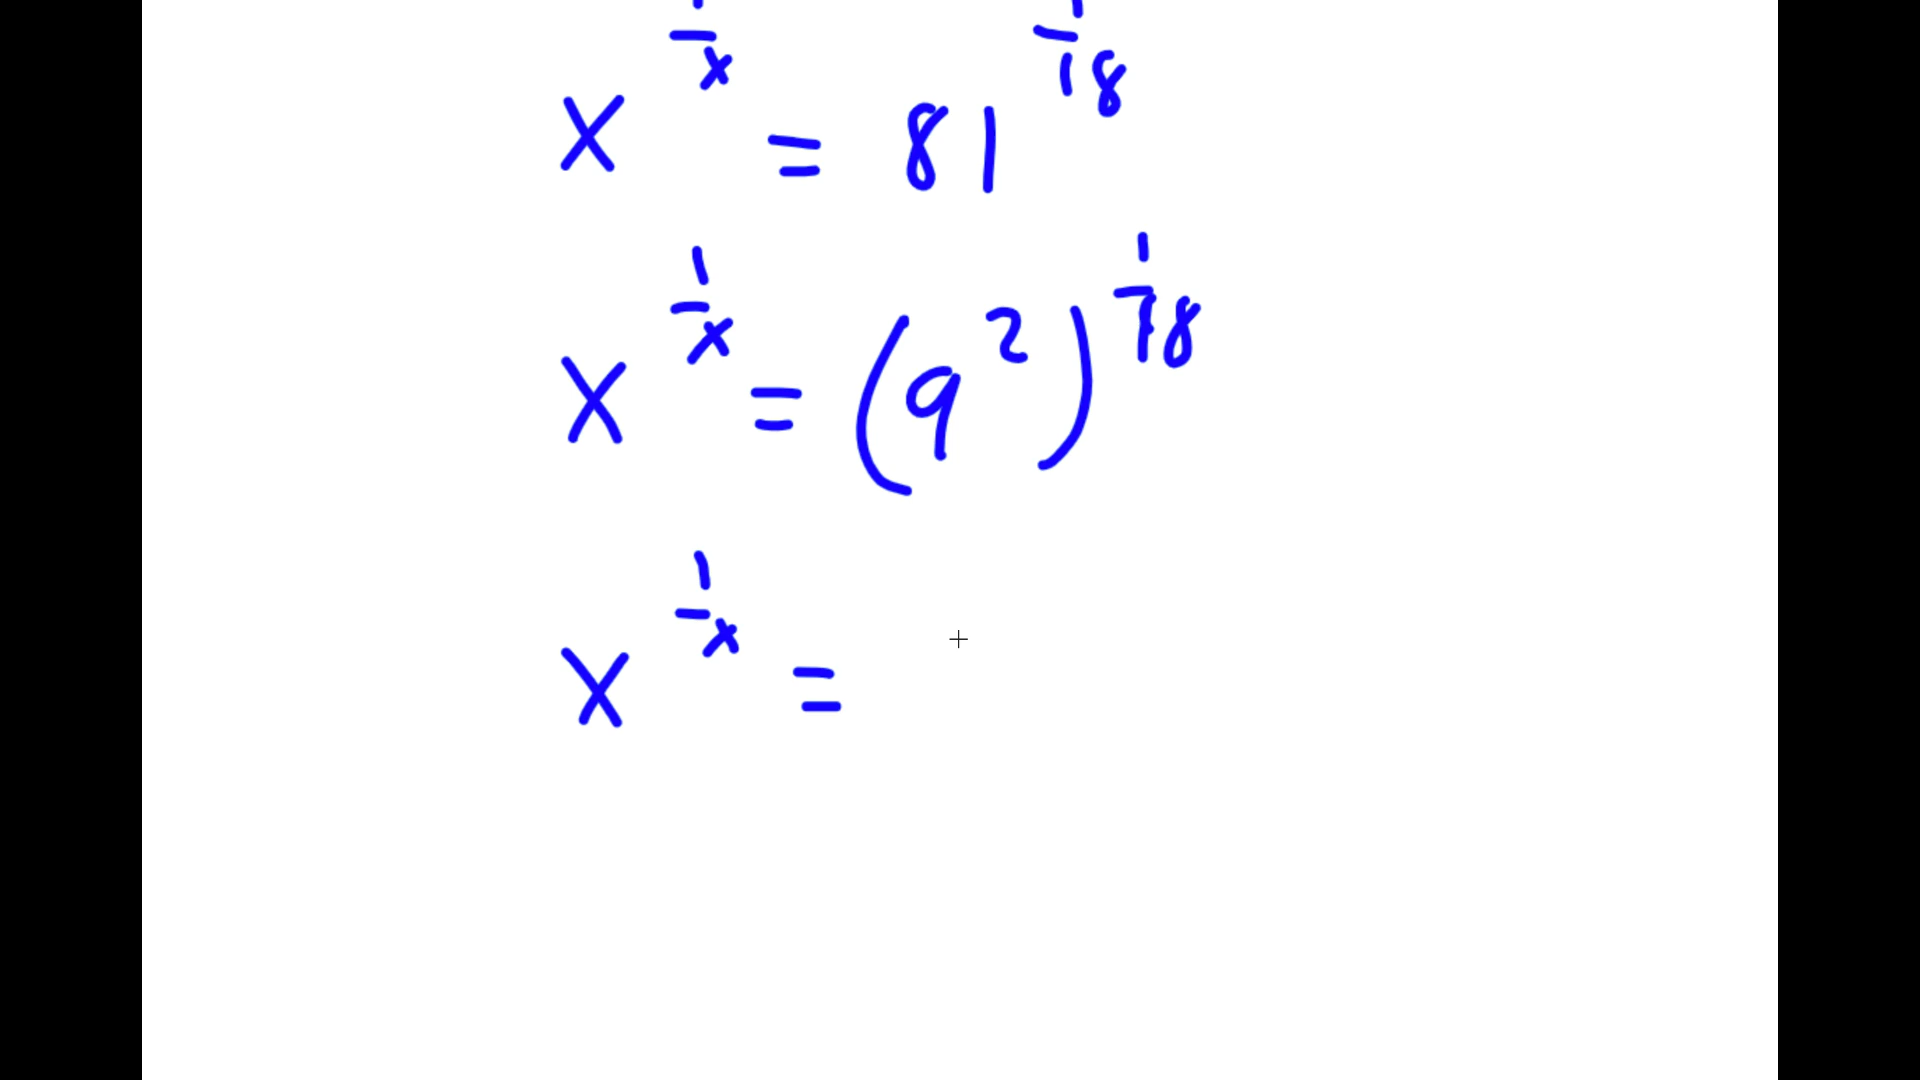 x^(1/x) = 81^(1/18)
x^(1/x) = (9^2)^(1/18)
x^(1/x) =